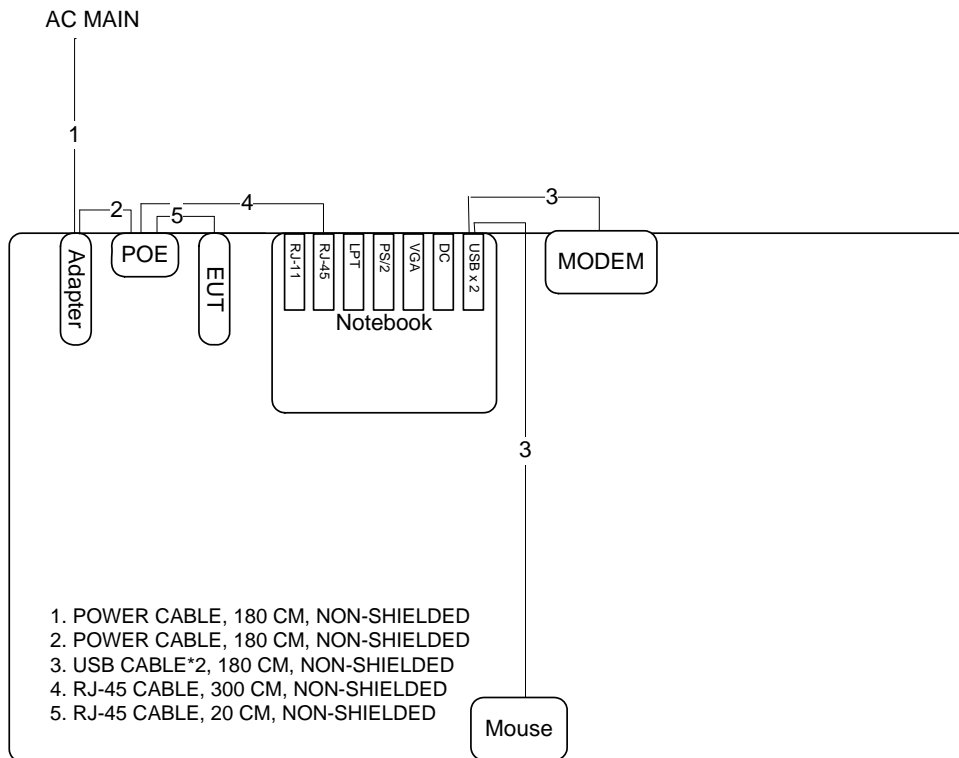 AC MAIN
1
2
4
5
3
3
Adapter
POE
EUT
RJ-11
RJ-45
LPT
PS/2
VGA
DC
USB x 2
Notebook
MODEM
3
1. POWER CABLE, 180 CM, NON-SHIELDED
2. POWER CABLE, 180 CM, NON-SHIELDED
3. USB CABLE*2, 180 CM, NON-SHIELDED
4. RJ-45 CABLE, 300 CM, NON-SHIELDED
5. RJ-45 CABLE, 20 CM, NON-SHIELDED
Mouse